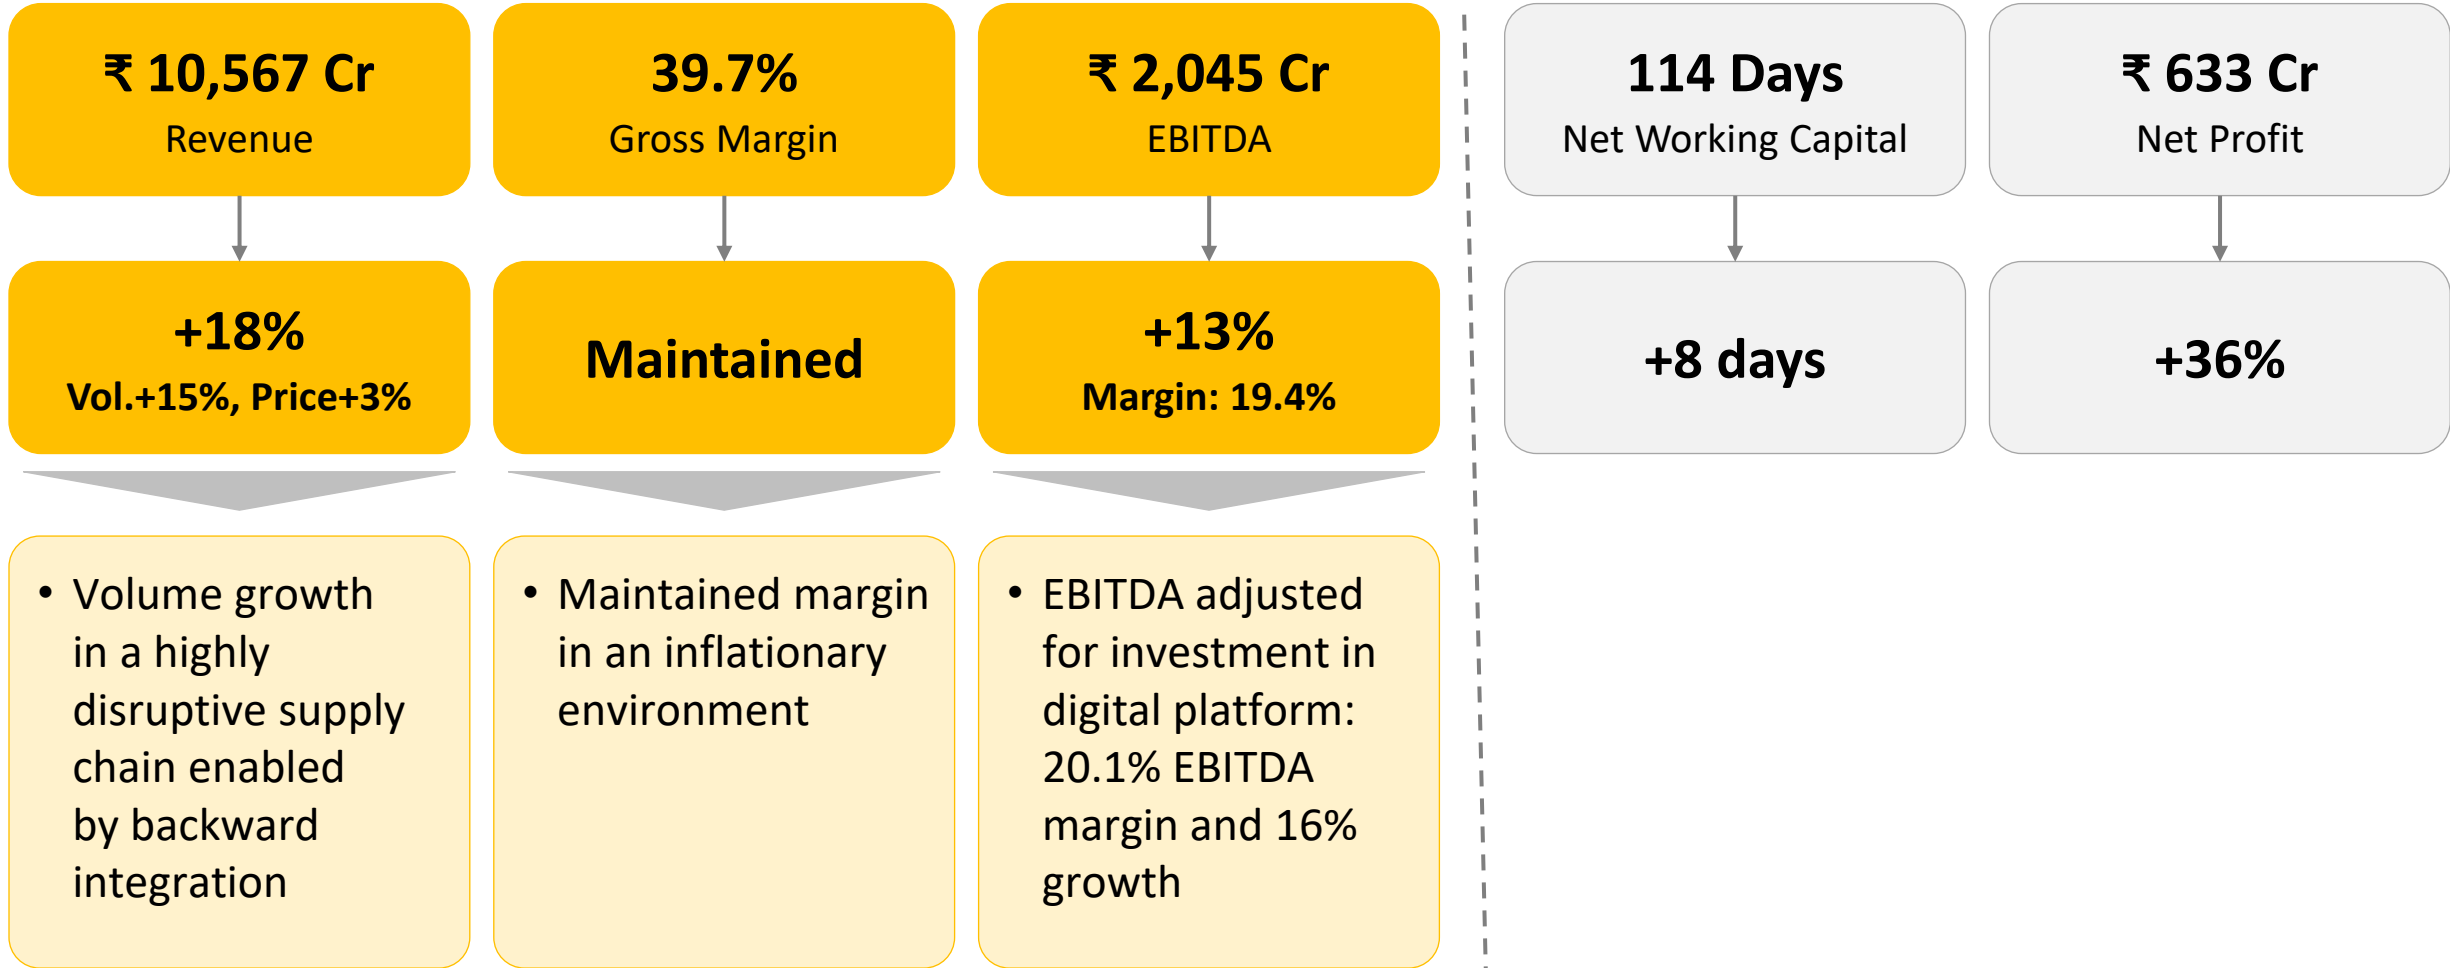 ₹ 10,567 Cr
Revenue
+18%
Vol.+15%, Price+3%
• Volume growth
in a highly
disruptive supply
chain enabled
by backward
integration
39.7%
Gross Margin
Maintained
• Maintained margin
in an inflationary
environment
₹ 2,045 Cr
EBITDA
+13%
Margin: 19.4%
• EBITDA adjusted
for investment in
digital platform:
20.1% EBITDA
margin and 16%
growth
114 Days
Net Working Capital
+8 days
₹ 633 Cr
Net Profit
+36%